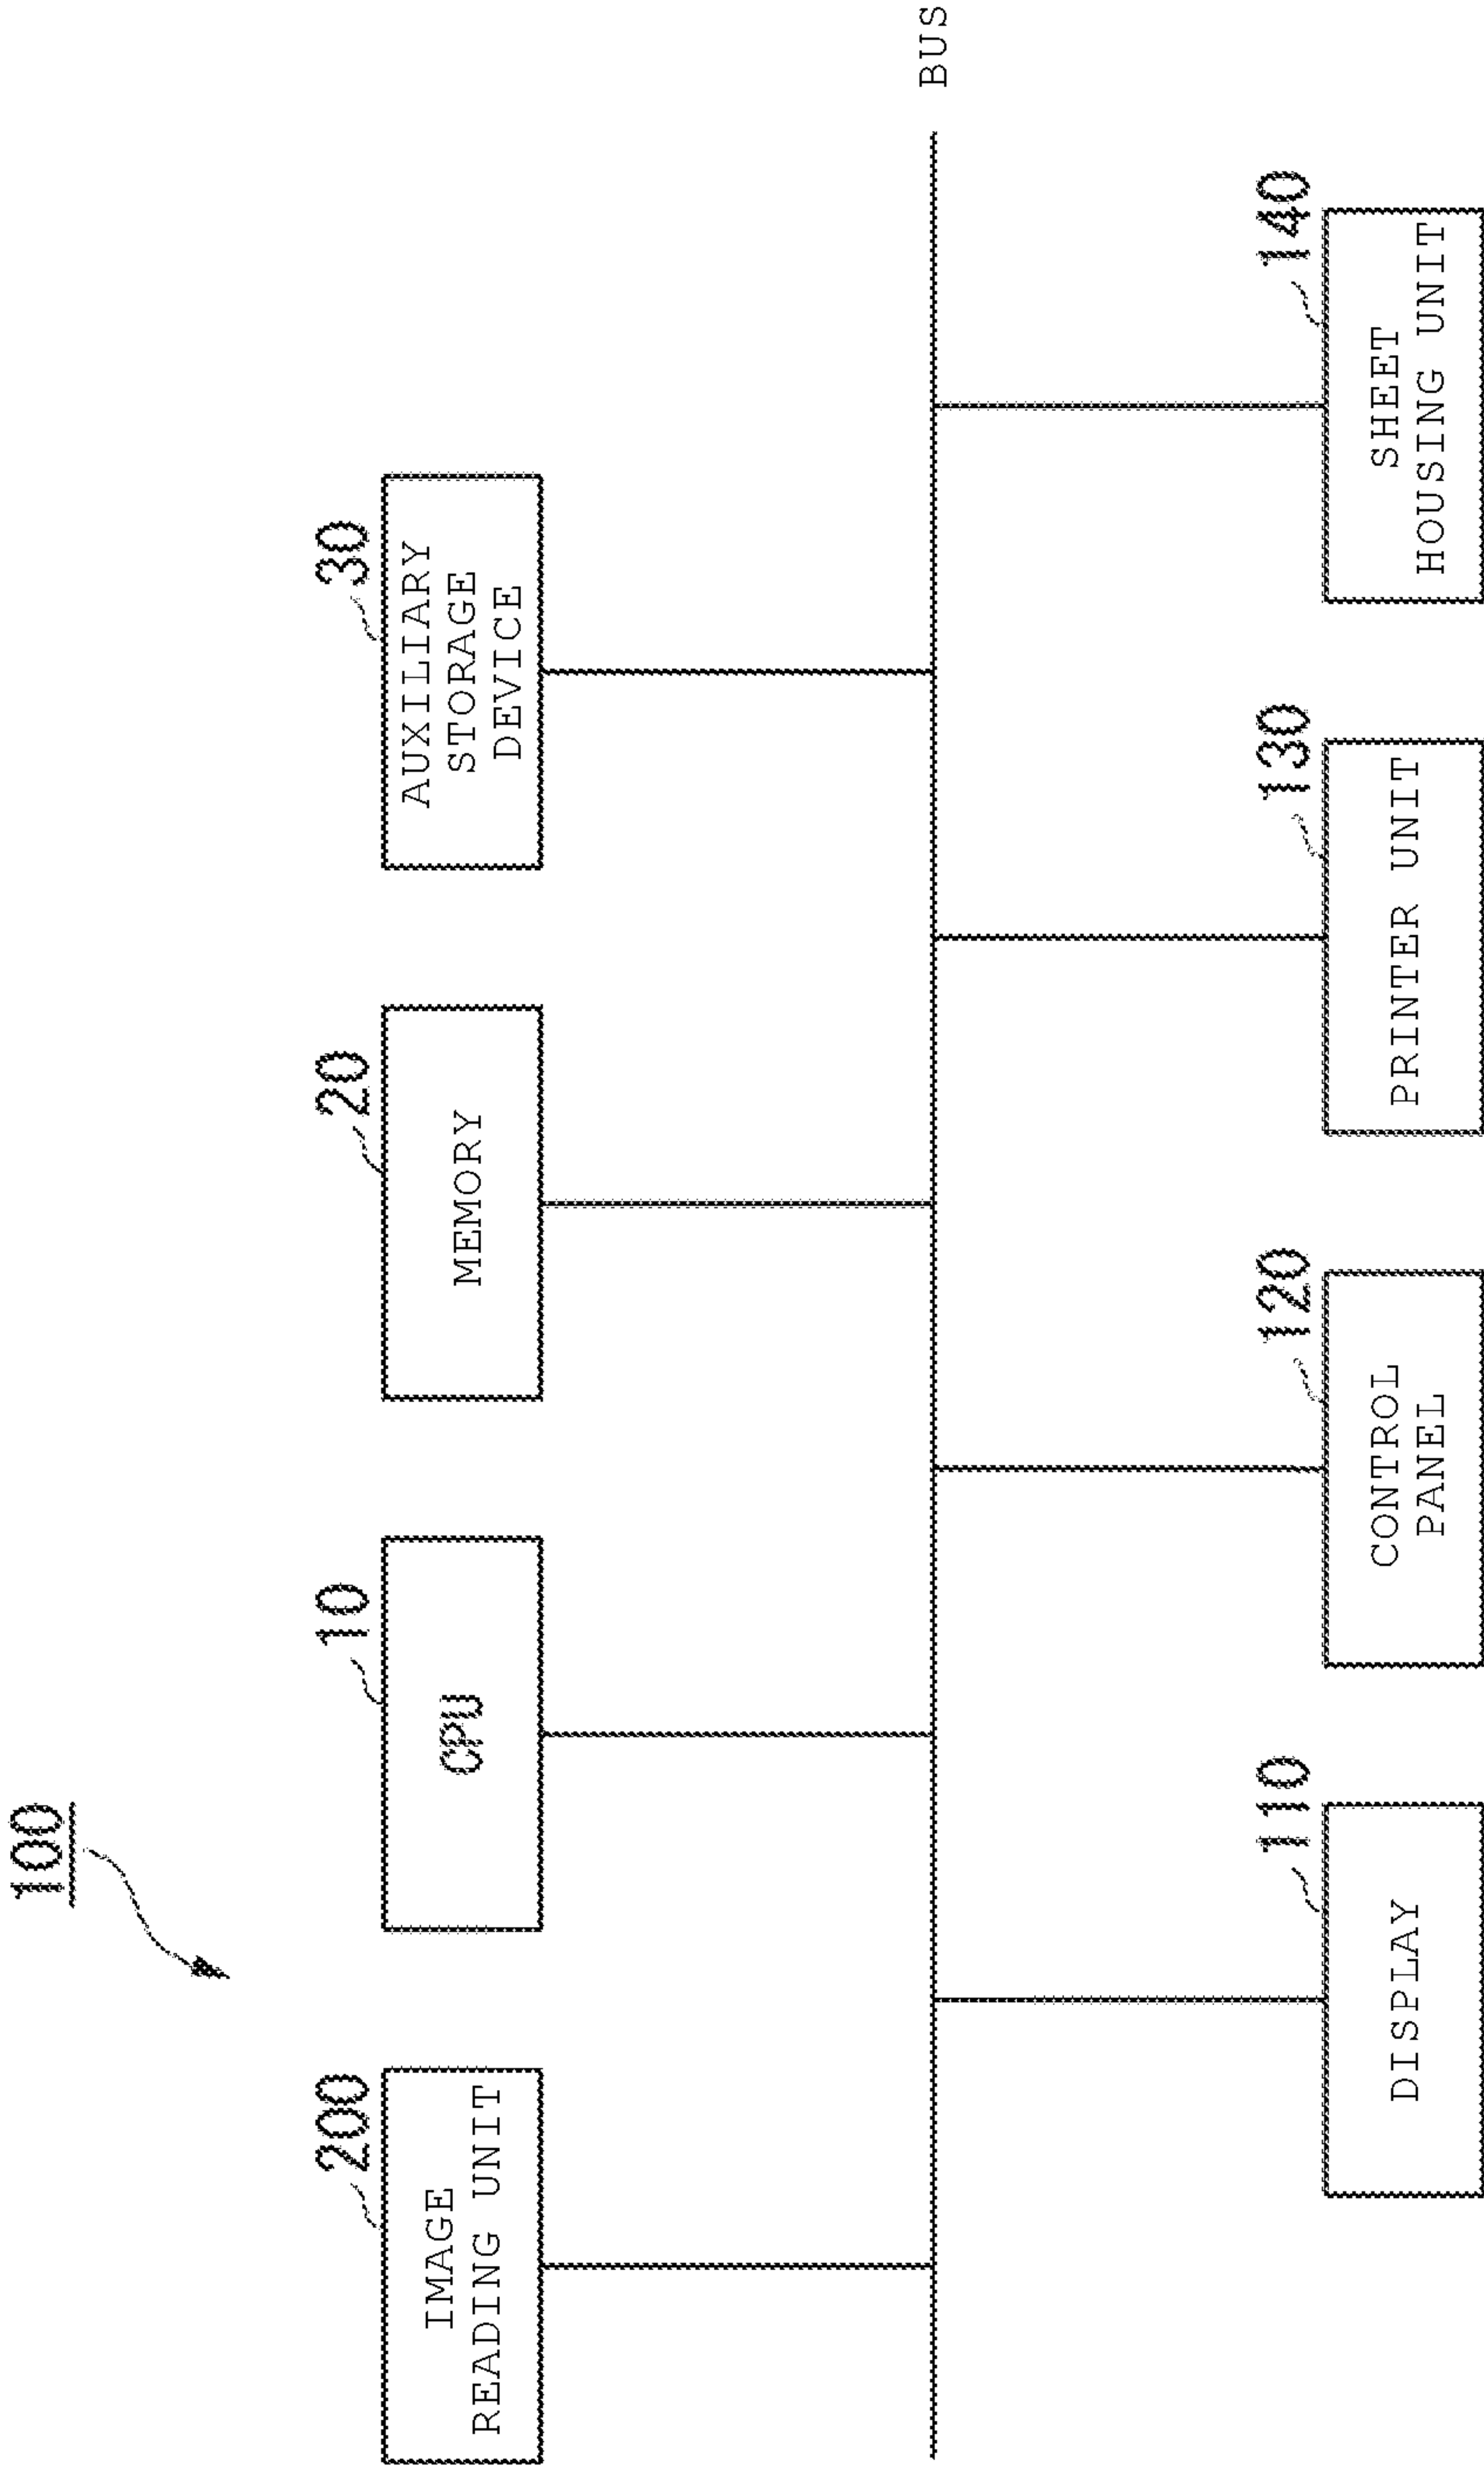 100
200
IMAGE
READING UNIT
10
CPU
20
MEMORY
30
AUXILIARY
STORAGE
DEVICE
BUS
110
DISPLAY
120
CONTROL
PANEL
130
PRINTER UNIT
140
SHEET
HOUSING UNIT